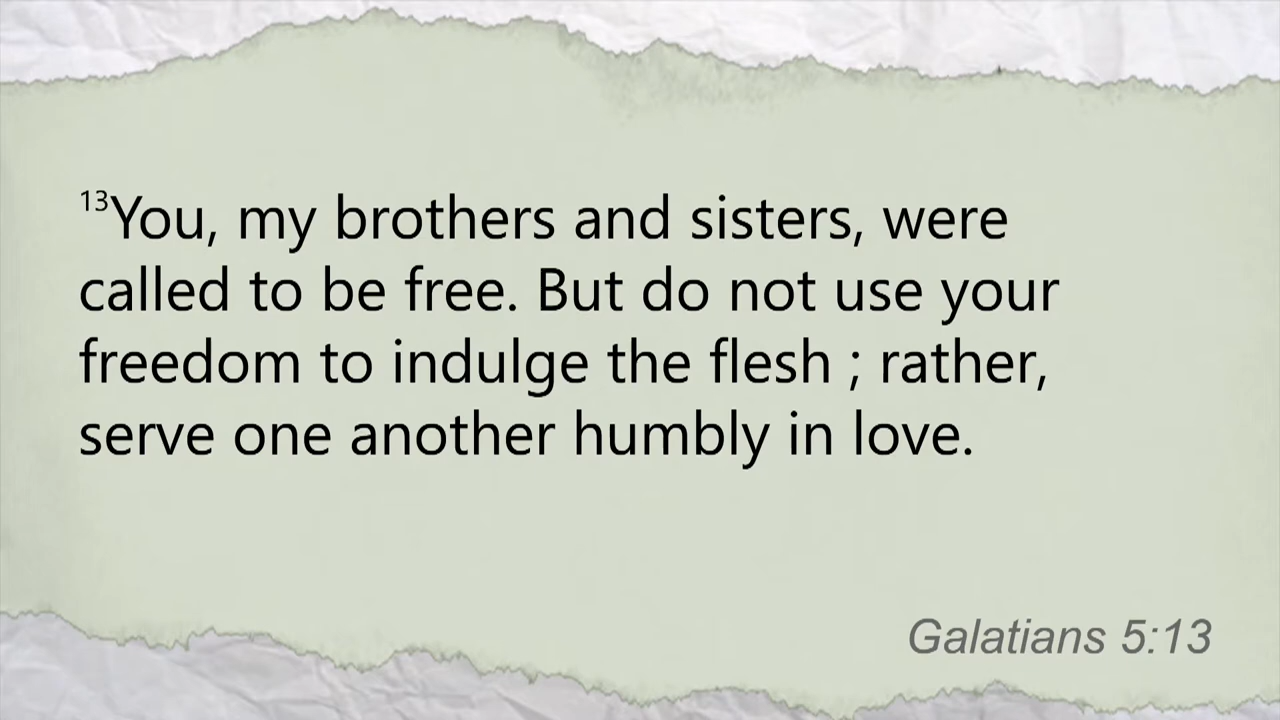 13You, my brothers and sisters, were
called to be free. But do not use your
freedom to indulge the flesh ; rather,
serve one another humbly in love.
Galatians 5:13